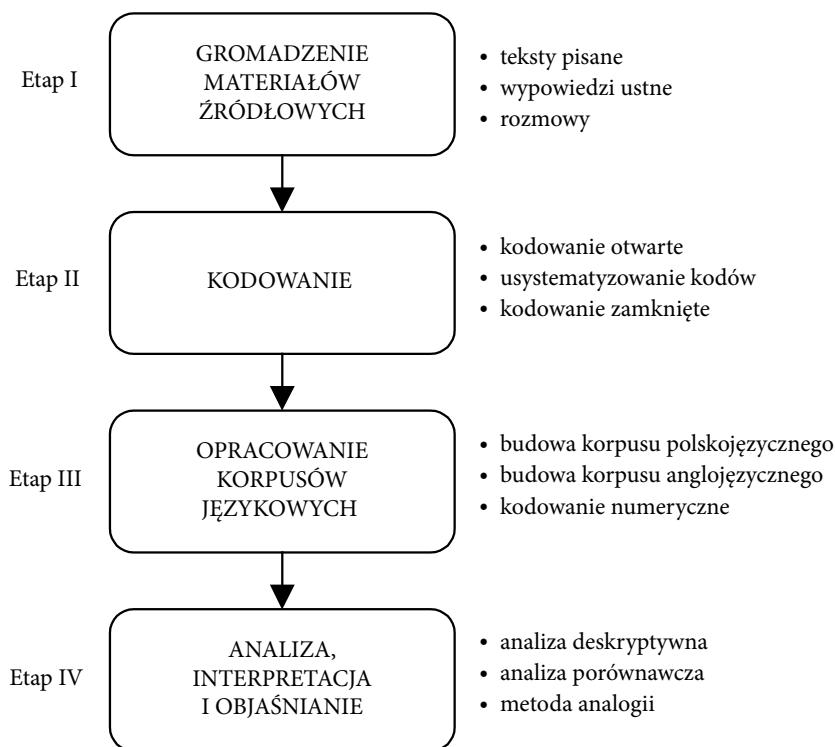 Etap I
GROMADZENIE
MATERIAŁÓW
ŹRÓDŁOWYCH
• teksty pisane
• wypowiedzi ustne
• rozmowy
Etap II
KODOWANIE
• kodowanie otwarte
• usystematyzowanie kodów
• kodowanie zamknięte
Etap III
OPRACOWANIE
KORPUSÓW
JĘZYKOWYCH
• budowa korpusu polskojęzycznego
• budowa korpusu anglojęzycznego
• kodowanie numeryczne
Etap IV
ANALIZA,
INTERPRETACJA
I OBJAŚNIANIE
• analiza deskryptywna
• analiza porównawcza
• metoda analogii